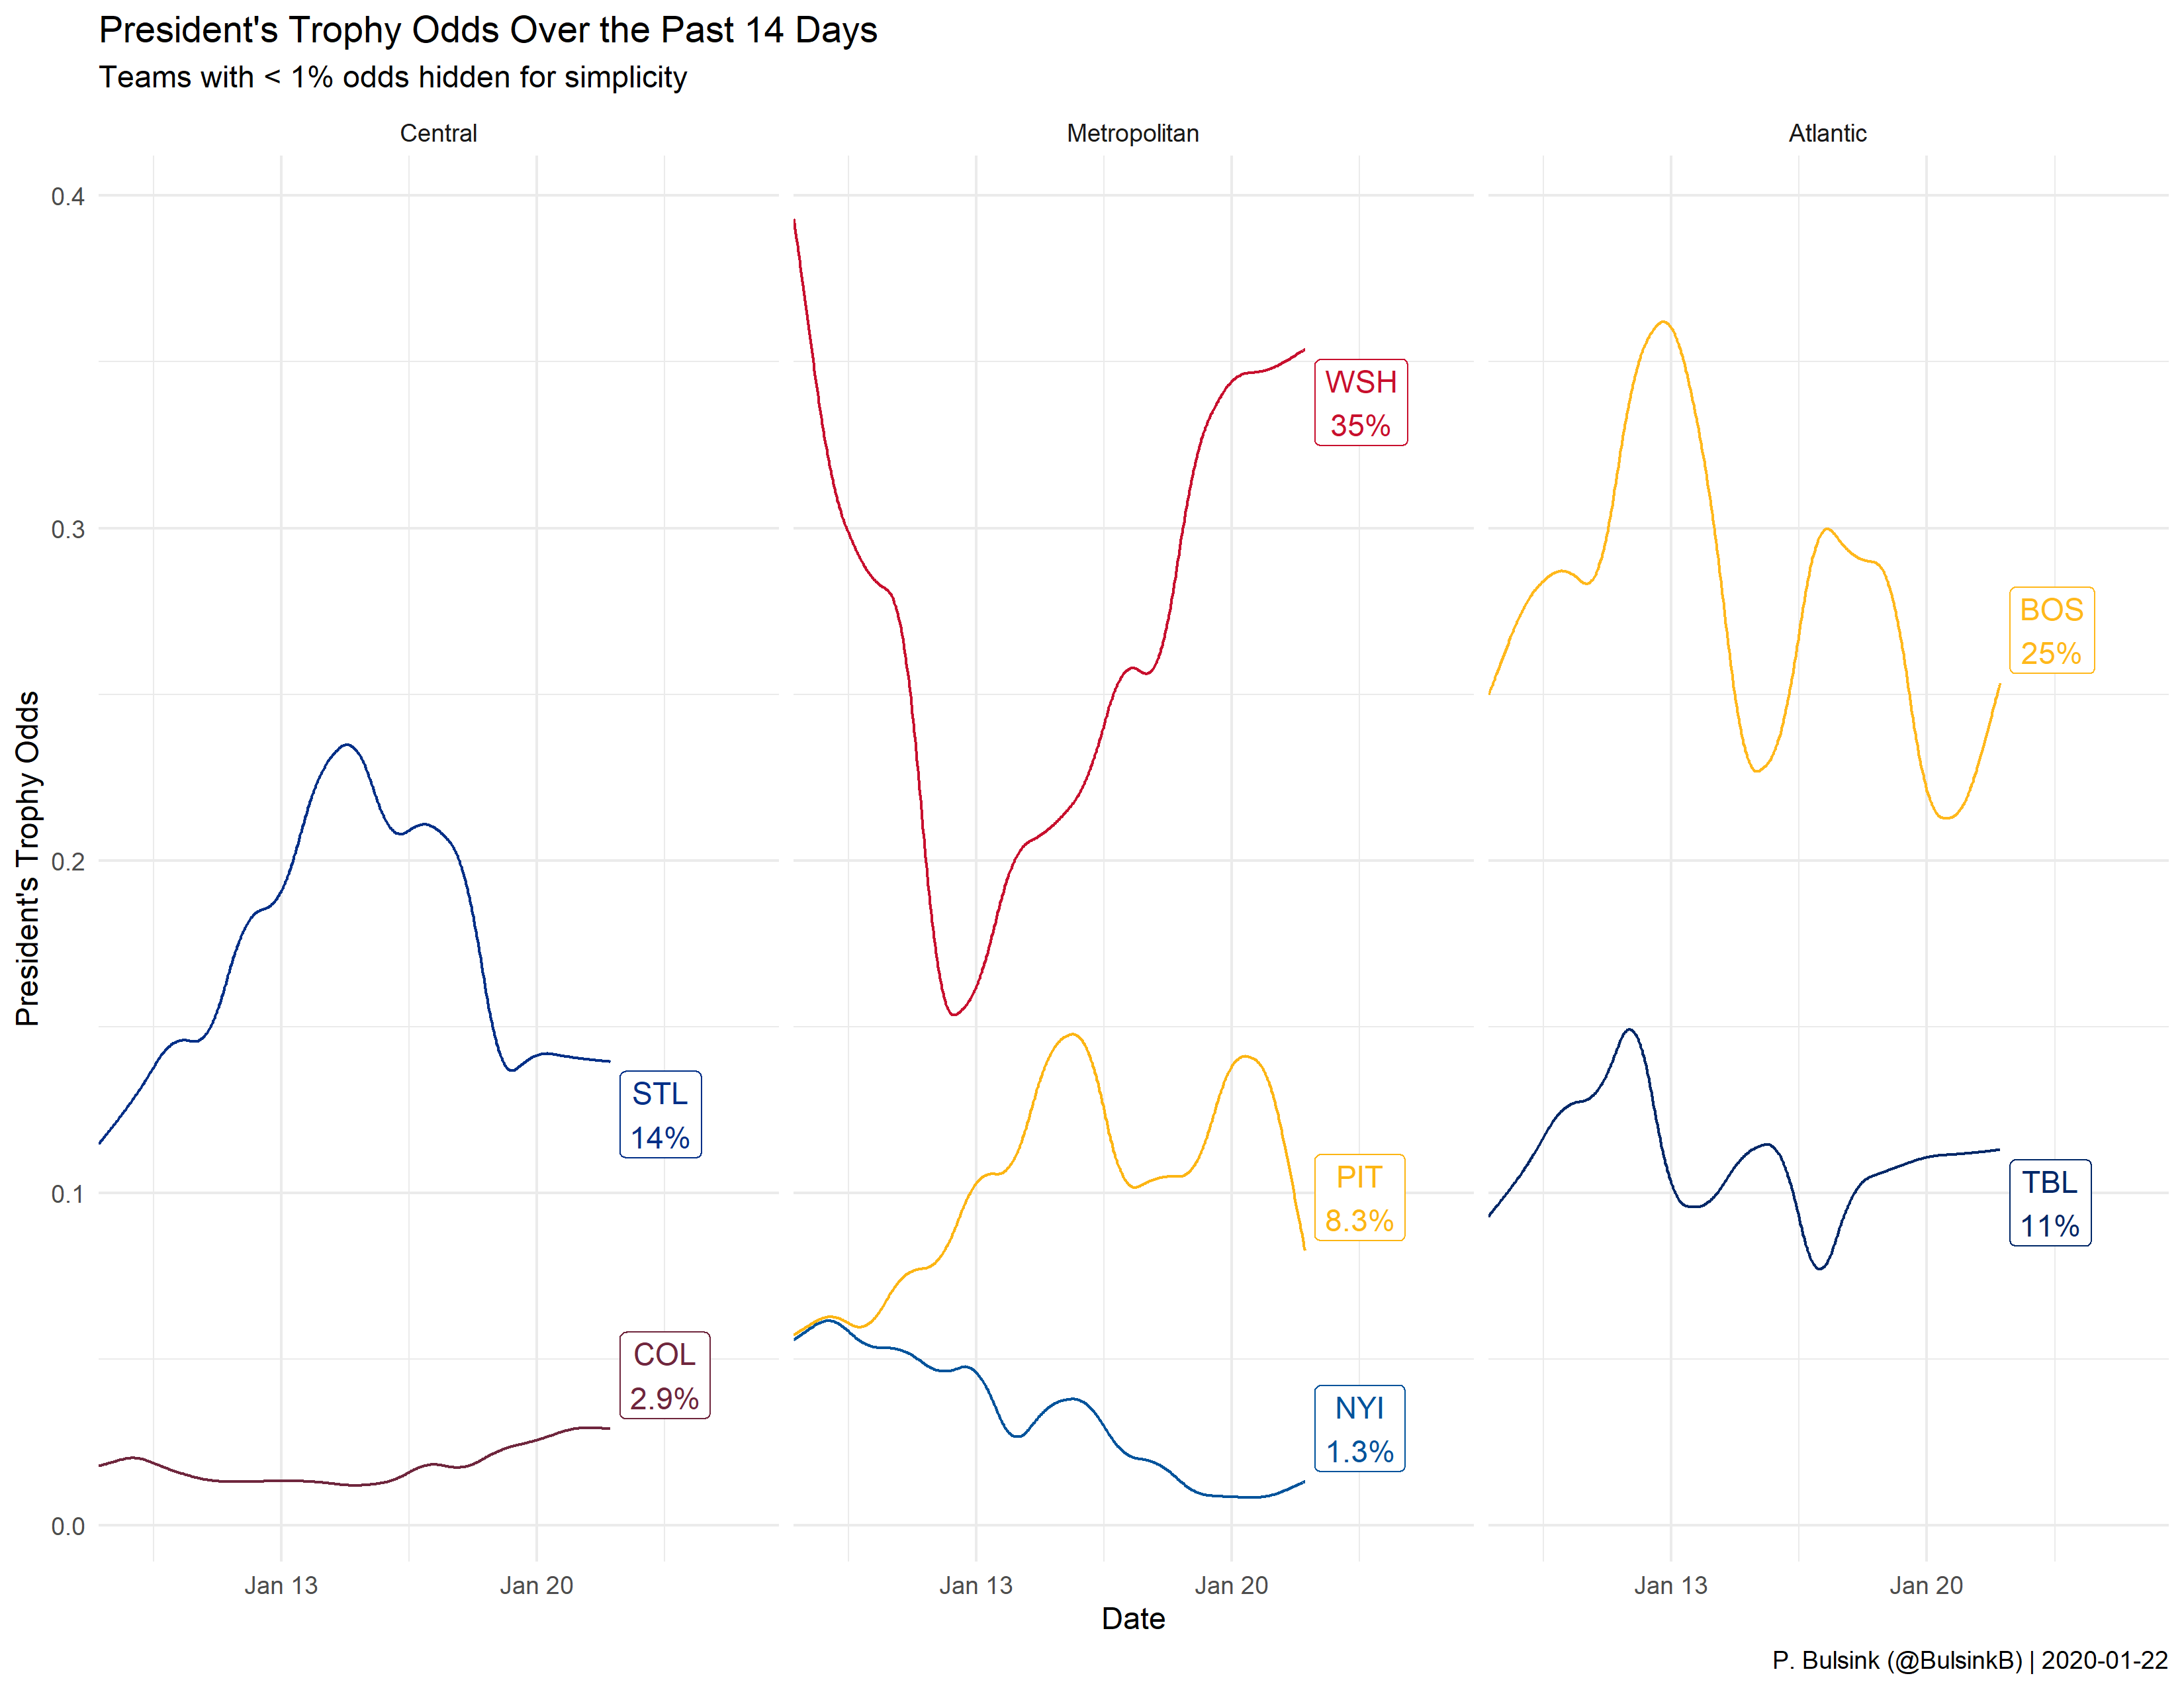 President's Trophy Odds Over the Past 14 Days
Teams with < 1% odds hidden for simplicity
Central
Metropolitan
Atlantic
President's Trophy Odds
0.4
0.3
0.2
0.1
0.0
STL
14%
COL
2.9%
WSH
35%
PIT
8.3%
NYI
1.3%
BOS
25%
TBL
11%
Jan 13
Jan 20
Jan 13
Jan 20
Jan 13
Jan 20
Date
P. Bulsink (@BulsinkB) | 2020-01-22